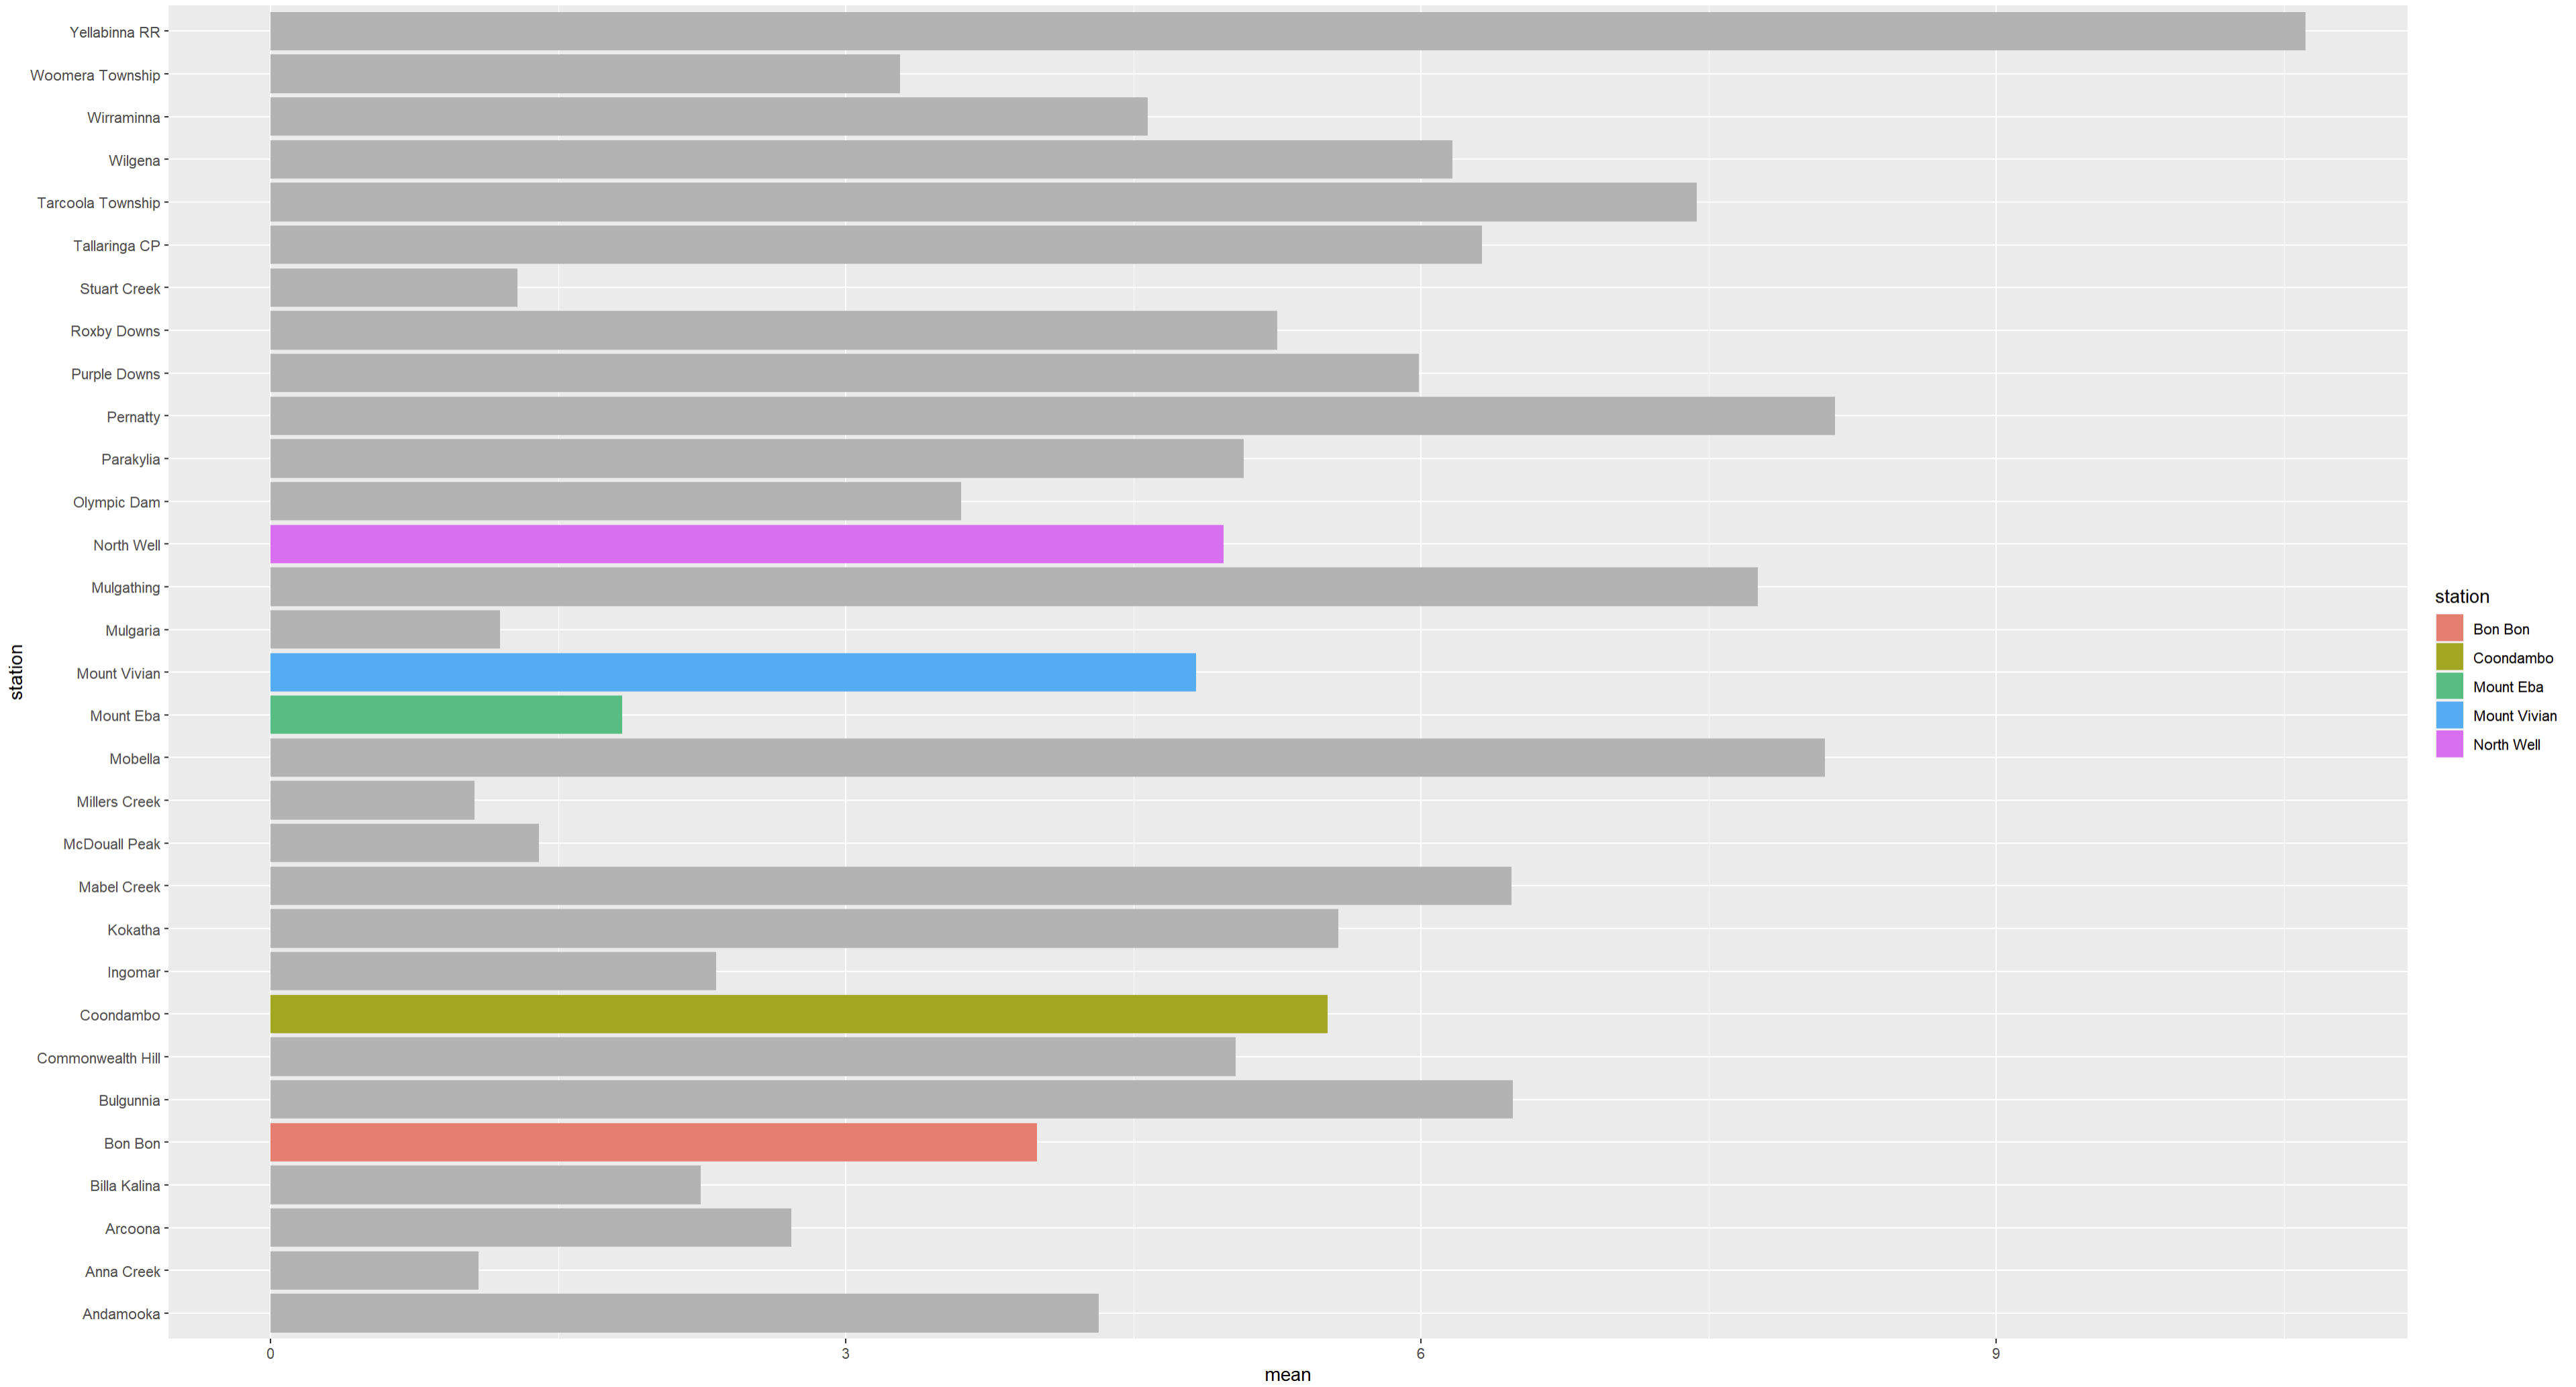 Yellabinna RR
Woomera Township
Wirraminna
Wilgena
Tarcoola Township
Tallaringa CP
Stuart Creek
Roxby Downs
Purple Downs
Pernatty
Parakylia
Olympic Dam
North Well
Mulgathing
Mulgaria
Mount Vivian
Mount Eba
Mobella
Millers Creek
McDouall Peak
Mabel Creek
Kokatha
Ingomar
Coondambo
Commonwealth Hill
Bulgunnia
Bon Bon
Billa Kalina
Arcoona
Anna Creek
Andamooka
station
0 3 6 9
mean
station
Bon Bon
Coondambo
Mount Eba
Mount Vivian
North Well